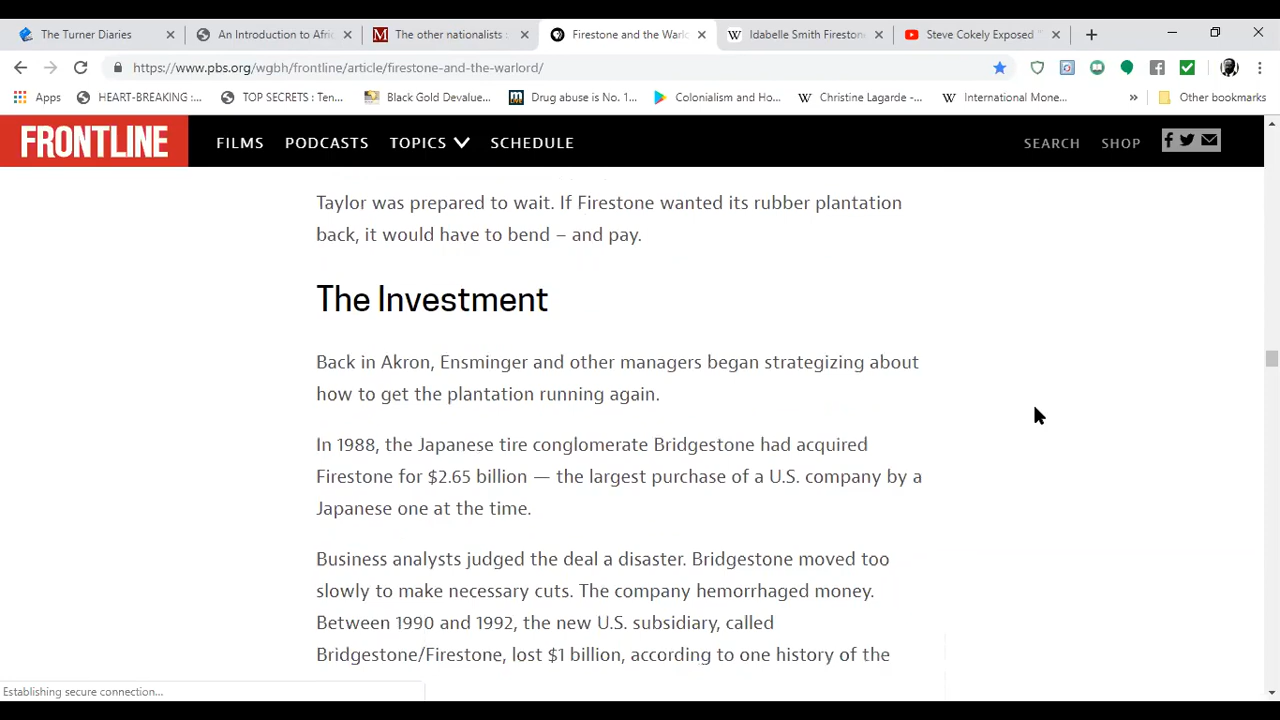 The Turner Diaries
An Introduction to Afri
The other nationalists :
Firestone and the Warlo
Idabelle Smith Firestone
Steve Cokely Exposed "
https://www.pbs.org/wgbh/frontline/article/firestone-and-the-warlord/
Apps
HEART-BREAKING :...
TOP SECRETS : Ten...
Black Gold Devalue...
Drug abuse is No. 1...
Colonialism and Ho...
Christine Lagarde -...
International Mone...
»
Other bookmarks
FRONTLINE
FILMS
PODCASTS
TOPICS
SCHEDULE
SEARCH
SHOP
Taylor was prepared to wait. If Firestone wanted its rubber plantation
back, it would have to bend – and pay.
The Investment
Back in Akron, Ensminger and other managers began strategizing about
how to get the plantation running again.
In 1988, the Japanese tire conglomerate Bridgestone had acquired
Firestone for $2.65 billion — the largest purchase of a U.S. company by a
Japanese one at the time.
Business analysts judged the deal a disaster. Bridgestone moved too
slowly to make necessary cuts. The company hemorrhaged money.
Between 1990 and 1992, the new U.S. subsidiary, called
Bridgestone/Firestone, lost $1 billion, according to one history of the
Establishing secure connection...